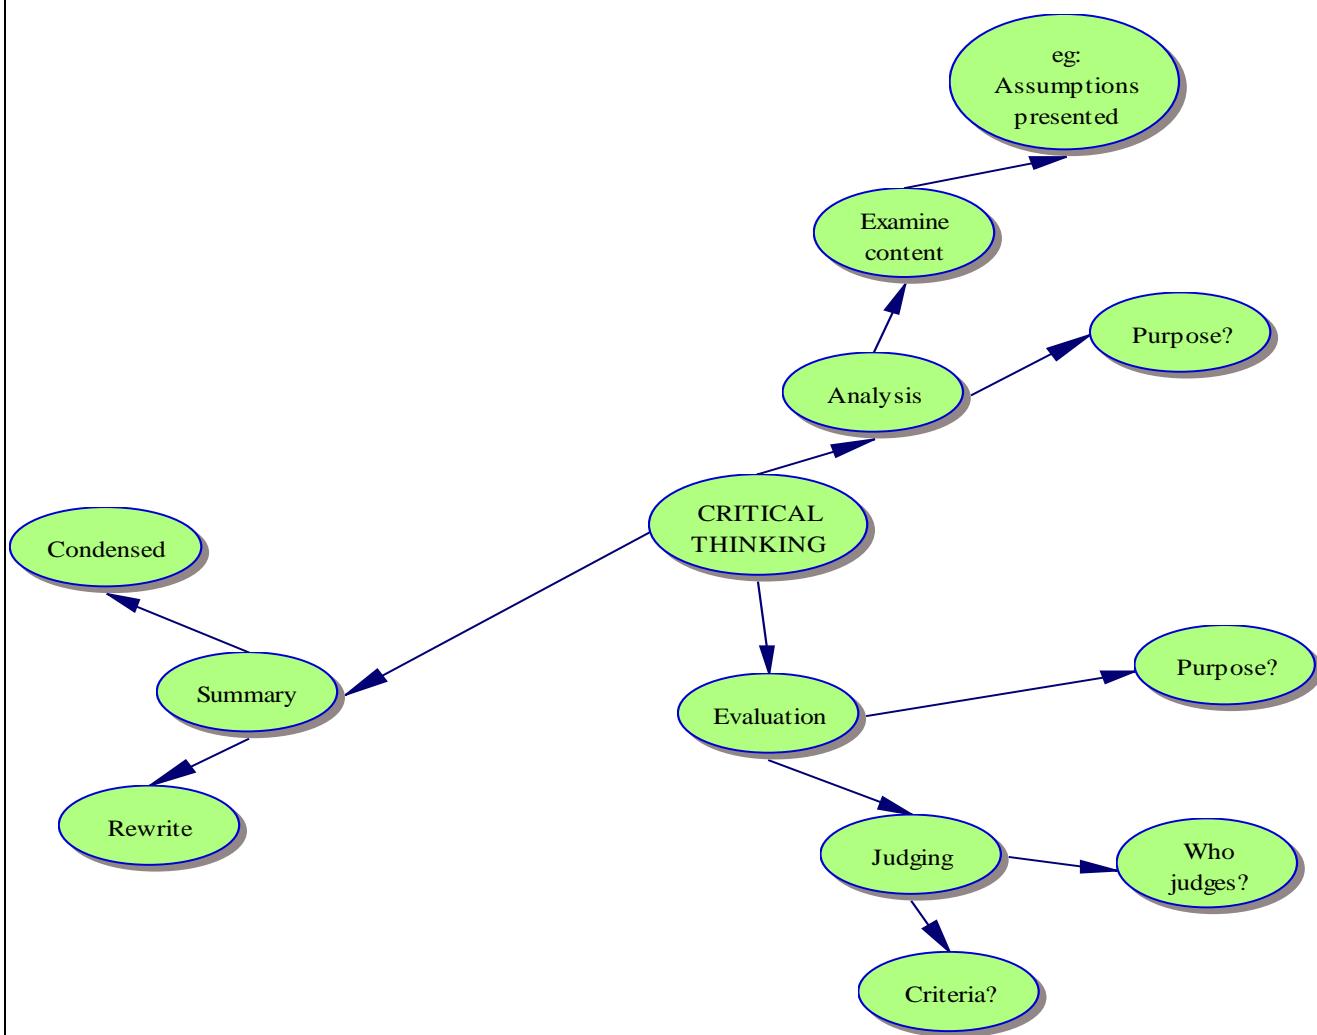 eg:
Assumptions
presented
Examine
content
Purpose?
Analysis
CRITICAL
THINKING
Condensed
Summary
Rewrite
Evaluation
Purpose?
Judging
Who
judges?
Criteria?